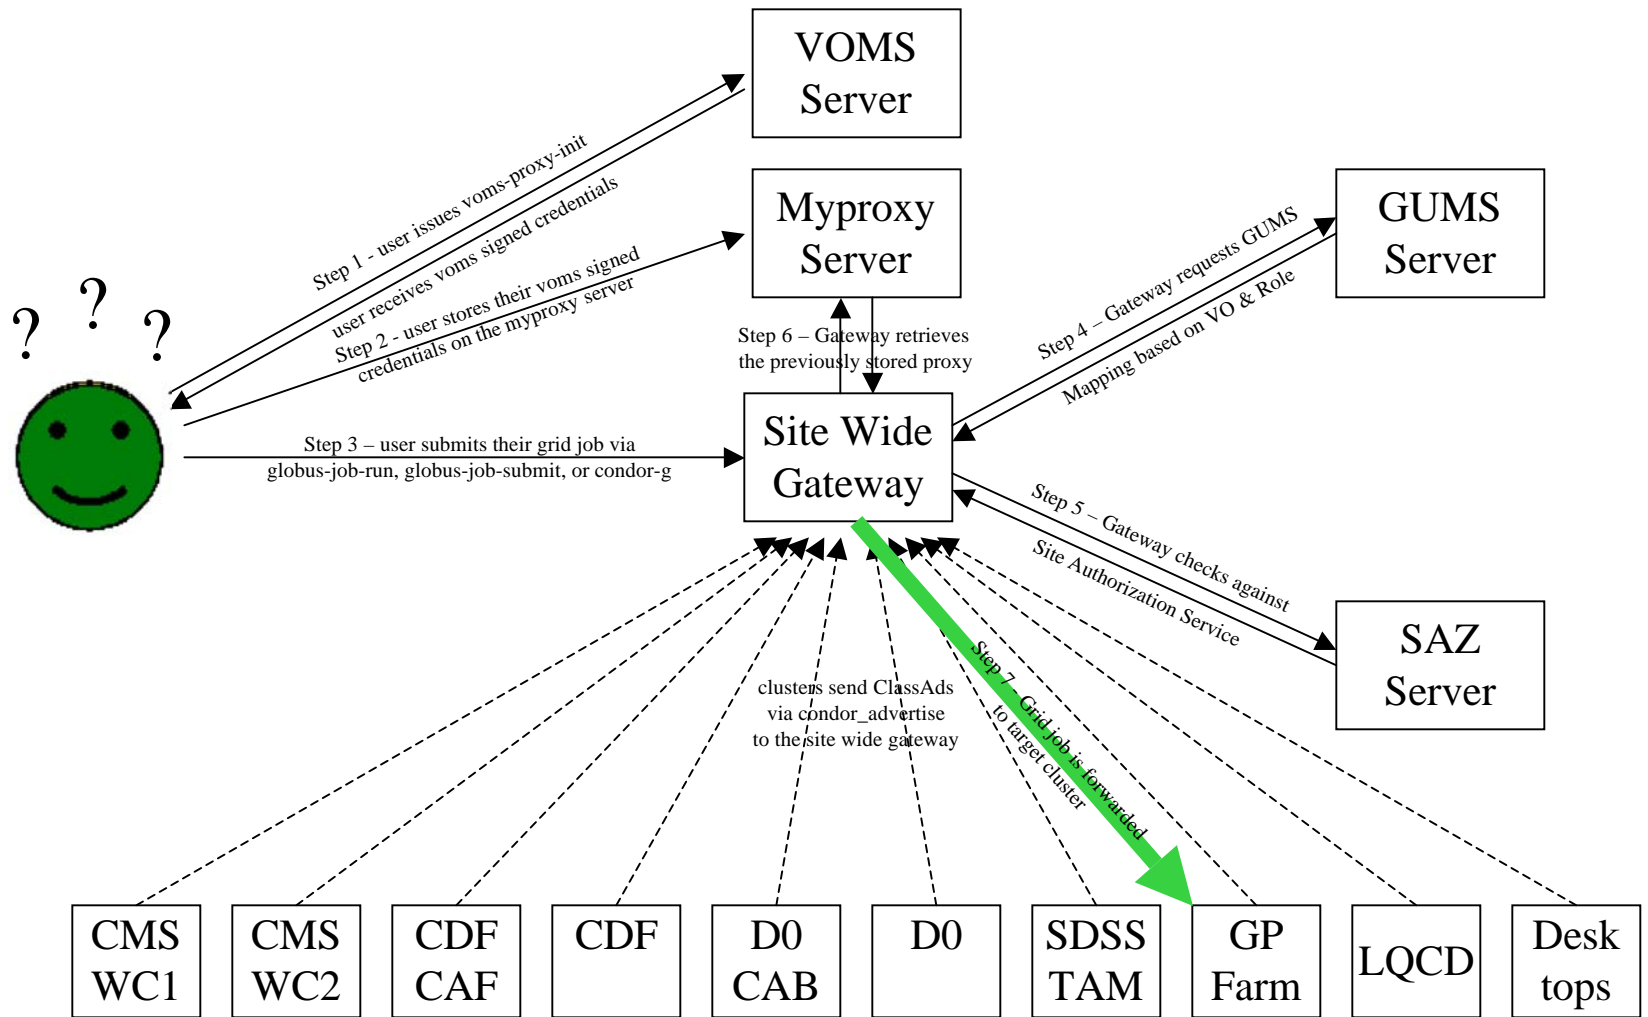 VOMS
Server
Step 1 - user issues voms-proxy-init
user receives voms signed credentials
Myproxy
Server
Step 2 - user stores their voms signed
credentials on the myproxy server
GUMS
Server
Step 4 – Gateway requests GUMS
Mapping based on VO & Role
? ? ?
Step 6 – Gateway retrieves
the previously stored proxy
Step 3 – user submits their grid job via
globus-job-run, globus-job-submit, or condor-g
Site Wide
Gateway
Step 5 – Gateway checks against
Site Authorization Service
SAZ
Server
clusters send ClassAds
via condor_advertise
to the site wide gateway
Step 7 - Grid job is forwarded
to target cluster
CMS
WC1
CMS
WC2
CDF
CAF
CDF
D0
CAB
D0
SDSS
TAM
GP
Farm
LQCD
Desk
tops